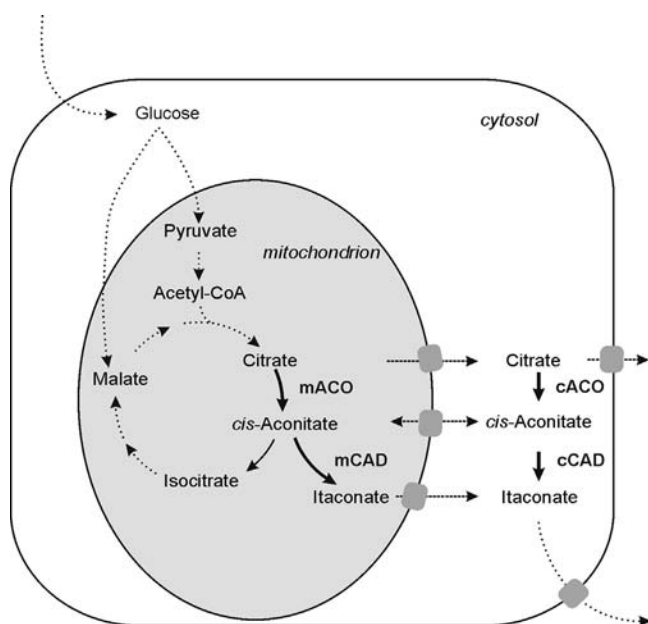 Glucose
cytosol
Pyruvate
mitochondrion
Acetyl-CoA
Citrate
Citrate
Malate
mACO
cACO
cis-Aconitate
cis-Aconitate
mCAD
cCAD
Isocitrate
Itaconate
Itaconate